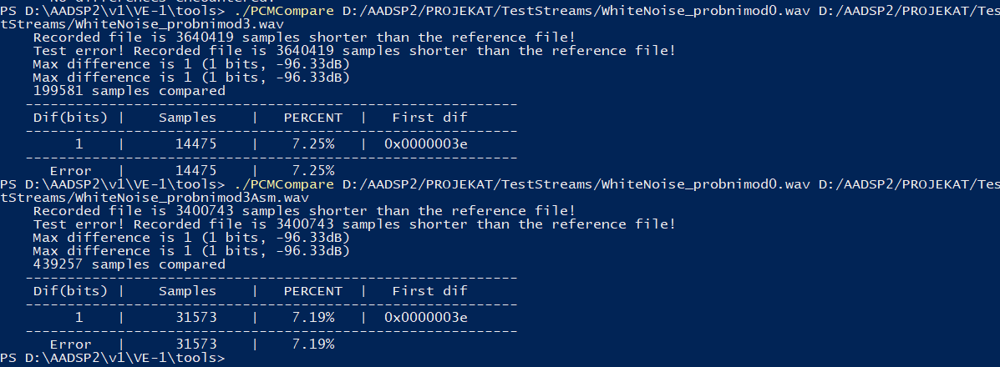 No differences encountered.
PS D:\AADSP2\v1\VE-1\tools> ./PCMCompare D:/AADSP2/PROJEKAT/TestStreams/WhiteNoise_probnimod0.wav D:/AADSP2/PROJEKAT/Tes
tStreams/WhiteNoise_probnimod3.wav
Recorded file is 3640419 samples shorter than the reference file!
Test error! Recorded file is 3640419 samples shorter than the reference file!
Max difference is 1 (1 bits, -96.33dB)
Max difference is 1 (1 bits, -96.33dB)
199581 samples compared
----------------------------------------------------------------
Dif(bits) | Samples | PERCENT | First dif
----------------------------------------------------------------
1 | 14475 | 7.25% | 0x0000003e
----------------------------------------------------------------
Error | 14475 | 7.25%
PS D:\AADSP2\v1\VE-1\tools> ./PCMCompare D:/AADSP2/PROJEKAT/TestStreams/WhiteNoise_probnimod0.wav D:/AADSP2/PROJEKAT/Tes
tStreams/WhiteNoise_probnimod3Asm.wav
Recorded file is 3400743 samples shorter than the reference file!
Test error! Recorded file is 3400743 samples shorter than the reference file!
Max difference is 1 (1 bits, -96.33dB)
Max difference is 1 (1 bits, -96.33dB)
439257 samples compared
----------------------------------------------------------------
Dif(bits) | Samples | PERCENT | First dif
----------------------------------------------------------------
1 | 31573 | 7.19% | 0x0000003e
----------------------------------------------------------------
Error | 31573 | 7.19%
PS D:\AADSP2\v1\VE-1\tools>